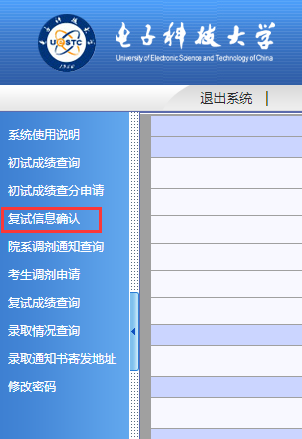 UESTC
1956
电子科技大学
University of Electronic Science and Technology of China
退出系统
系统使用说明
初试成绩查询
初试成绩查分申请
复试信息确认
院系调剂通知查询
考生调剂申请
复试成绩查询
录取情况查询
录取通知书寄发地址
修改密码